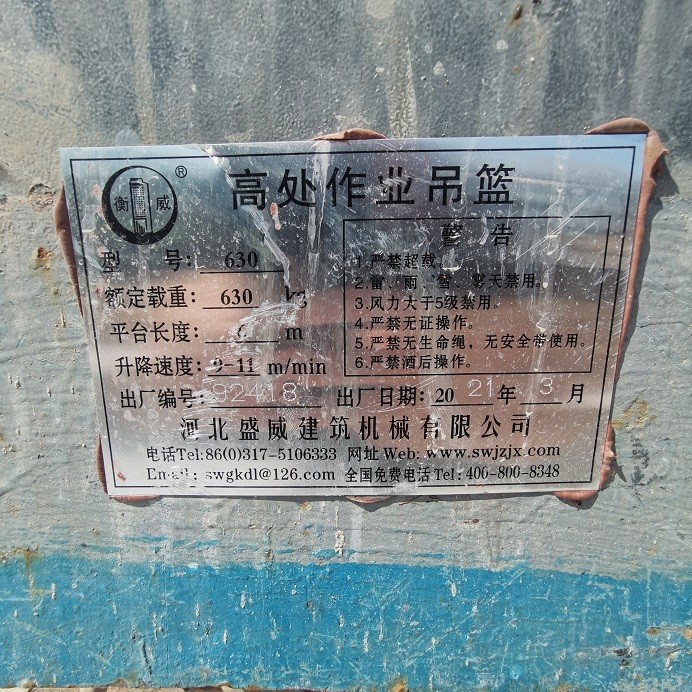 衡 威 ®
高处作业吊篮
型 号: 630
额定载重: 630 kg
平台长度: 6 m
升降速度: 9-11 m/min
出厂编号: 92418
警 告
1.严禁超载。
2.雷、雨、雪、雾天禁用。
3.风力大于5级禁用。
4.严禁无证操作。
5.严禁无生命绳，无安全带使用。
6.严禁酒后操作。
出厂日期: 20 21 年 3 月
河北盛威建筑机械有限公司
电话Tel:86(0)317-5106333 网址Web: www.swjzjx.com
Email: swgkdl@126.com 全国免费电话Tel: 400-800-8348